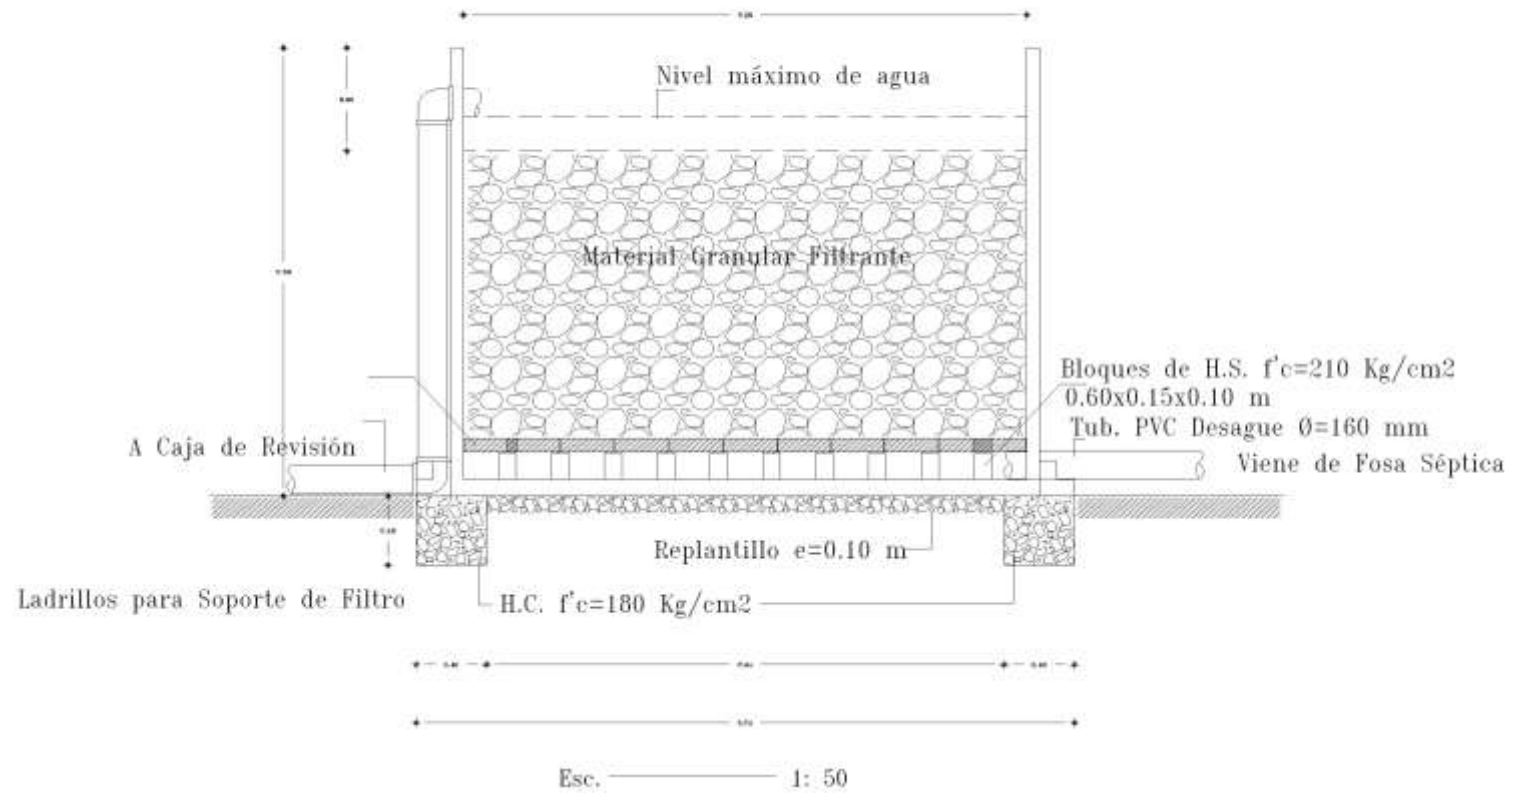 Nivel máximo de agua
Material Granular Filtrante
Bloques de H.S. f'c=210 Kg/cm2
0.60x0.15x0.10 m
Tub. PVC Desague Ø=160 mm
A Caja de Revisión
Viene de Fosa Séptica
Replantillo e=0.10 m
Ladrillos para Soporte de Filtro
H.C. f'c=180 Kg/cm2
Esc. 1: 50